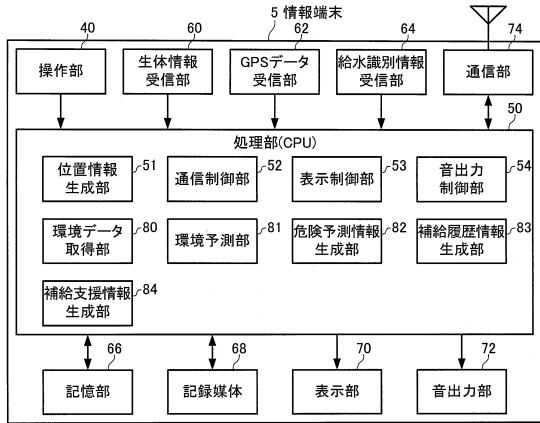 5 情報端末
40
60
62
64
74
操作部
生体情報
受信部
GPSデータ
受信部
給水識別情報
受信部
通信部
50
処理部(CPU)
51
52
53
54
位置情報
生成部
通信制御部
表示制御部
音出力
制御部
環境データ
取得部
80
環境予測部
81
危険予測情報
生成部
82
補給履歴情報
生成部
83
補給支援情報
生成部
84
66
68
70
72
記憶部
記録媒体
表示部
音出力部